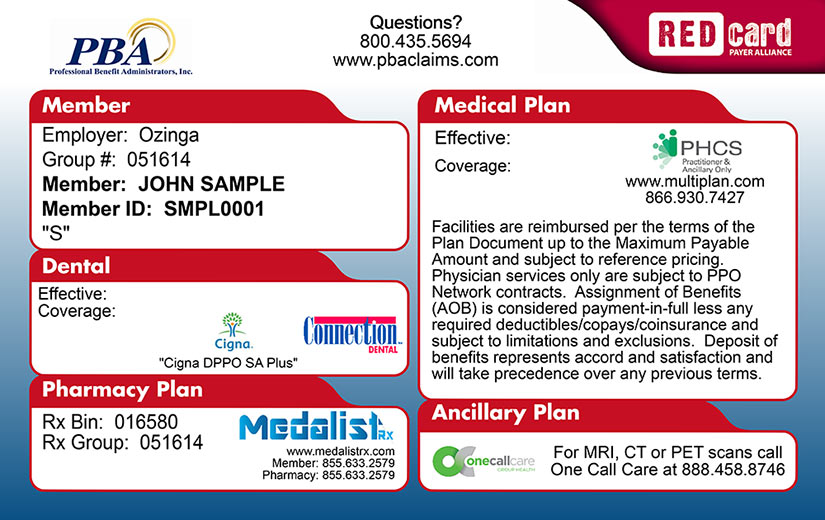 PBA
Professional Benefit Administrators, Inc.
Questions?
800.435.5694
www.pbaclaims.com
RED card
PAYER ALLIANCE
Member
Employer: Ozinga
Group #: 051614
Member: JOHN SAMPLE
Member ID: SMPL0001
"S"
Dental
Effective:
Coverage:
Cigna.
"Cigna DPPO SA Plus"
Connection
DENTAL
Pharmacy Plan
Rx Bin: 016580
Rx Group: 051614
Medalist RX
www.medalistrx.com
Member: 855.633.2579
Pharmacy: 855.633.2579
Medical Plan
Effective:
Coverage:
PHCS
Practitioner &
Ancillary Only
www.multiplan.com
866.930.7427
Facilities are reimbursed per the terms of the
Plan Document up to the Maximum Payable
Amount and subject to reference pricing.
Physician services only are subject to PPO
Network contracts. Assignment of Benefits
(AOB) is considered payment-in-full less any
required deductibles/copays/coinsurance and
subject to limitations and exclusions. Deposit of
benefits represents accord and satisfaction and
will take precedence over any previous terms.
Ancillary Plan
onecallcare
GROUP HEALTH
For MRI, CT or PET scans call
One Call Care at 888.458.8746